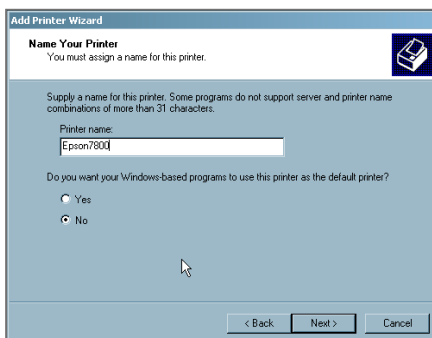 Add Printer Wizard
Name Your Printer
You must assign a name for this printer.
Supply a name for this printer. Some programs do not support server and printer name
combinations of more than 31 characters.
Printer name:
Epson7800
Do you want your Windows-based programs to use this printer as the default printer?
Yes
No
< Back
Next >
Cancel